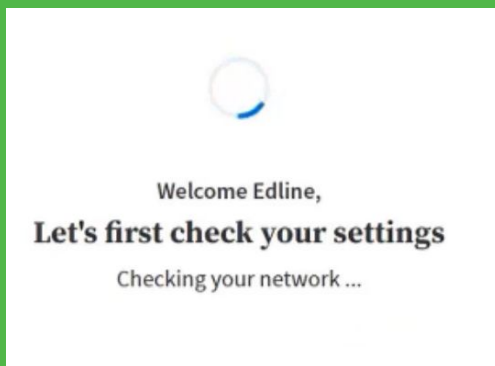 Welcome Edline,
Let's first check your settings
Checking your network ...